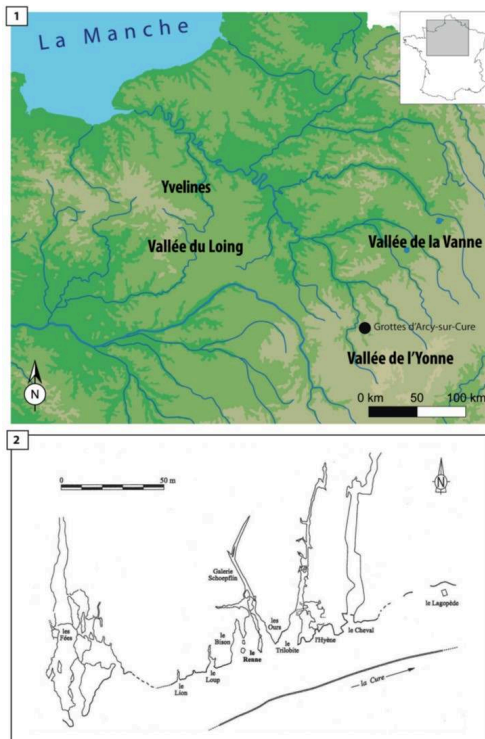 1
La Manche
Yvelines
Vallée du Loing
Vallée de la Vanne
Grottes d'Arcy-sur-Cure
Vallée de l'Yonne
N
0 km 50 100 km
2
0 50 m
N
Galerie
Schoepflin
les
Fées
le
Bison
le
Renne
les
Ours
le
Trilobite
l'Hyène
le Cheval
le Lagopède
le
Lion
le
Loup
la Cure